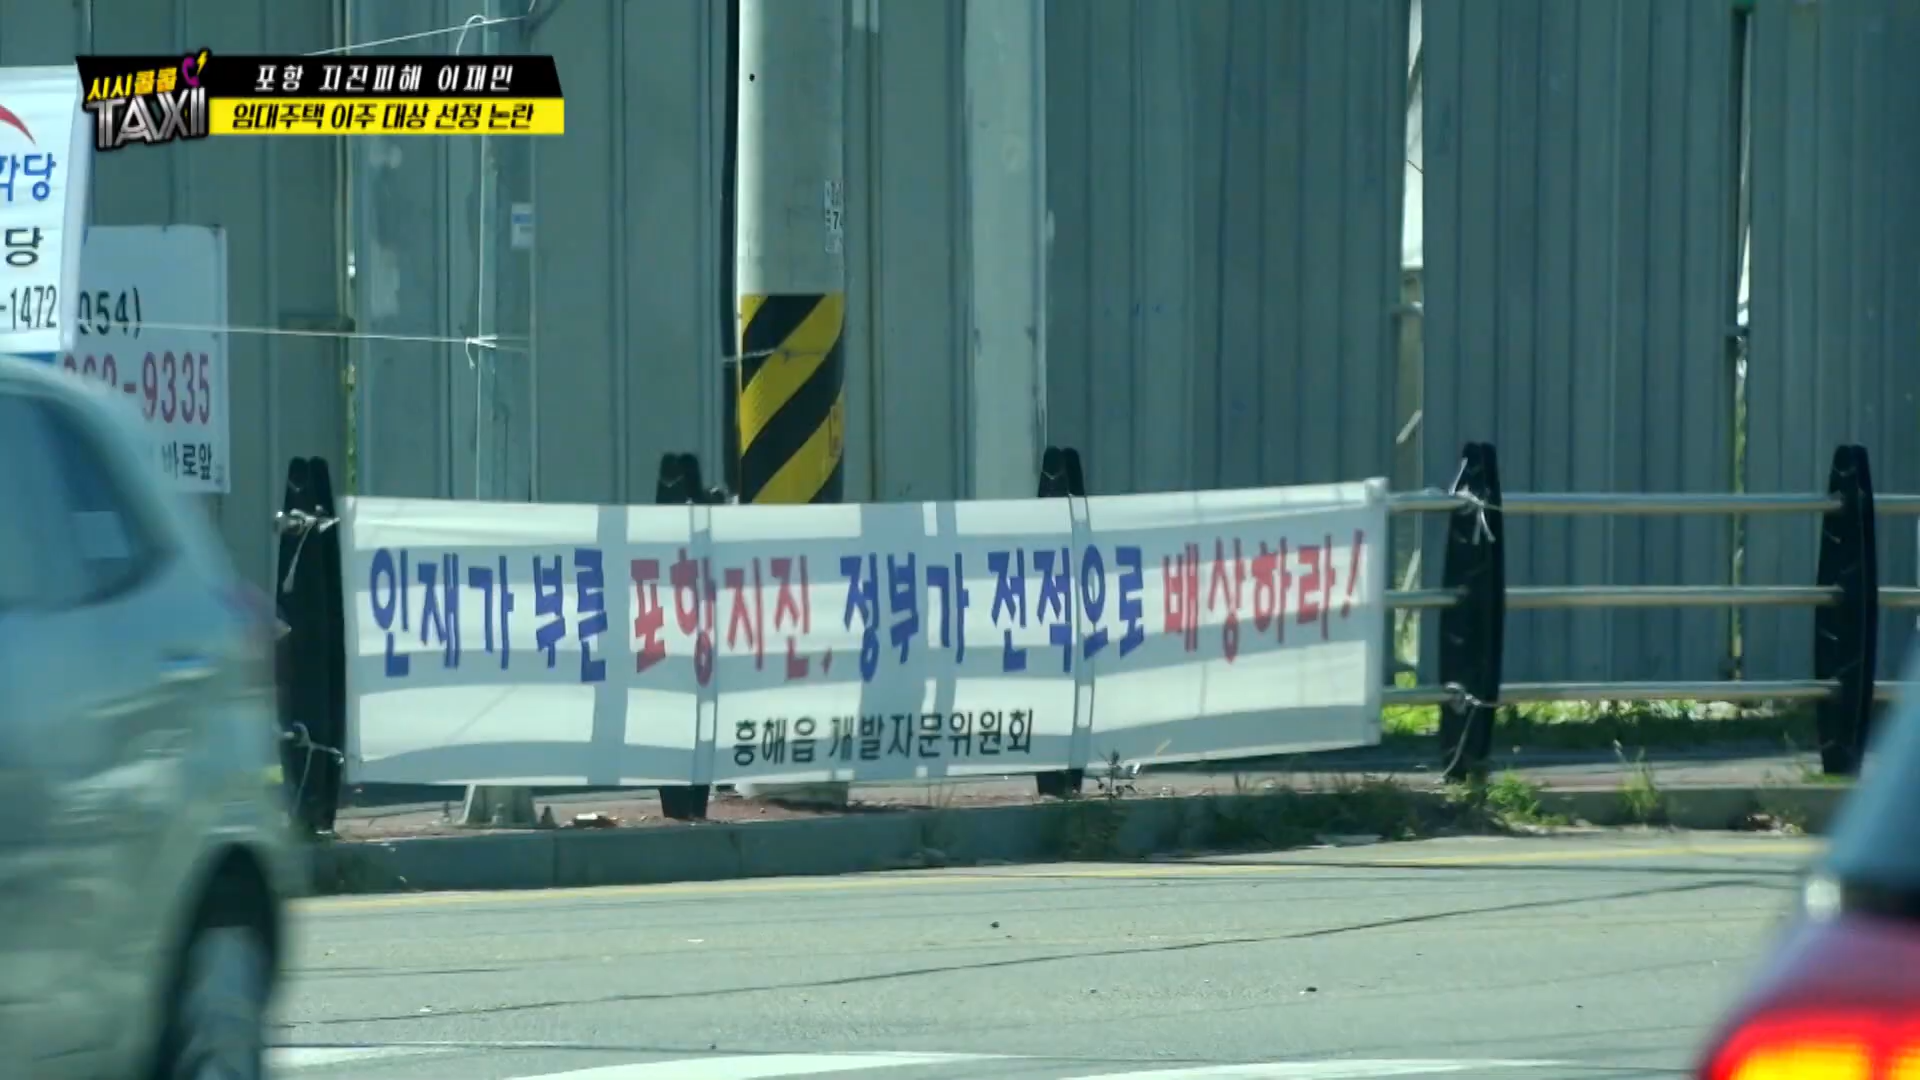 시시콜콜
TAXI
포항 지진피해 이재민
임대주택 이주 대상 선정 논란
학당
당
-1472
054)
-9335
바로앞
인재가 부른 포항지진, 정부가 전적으로 배상하라!
흥해읍 개발자문위원회